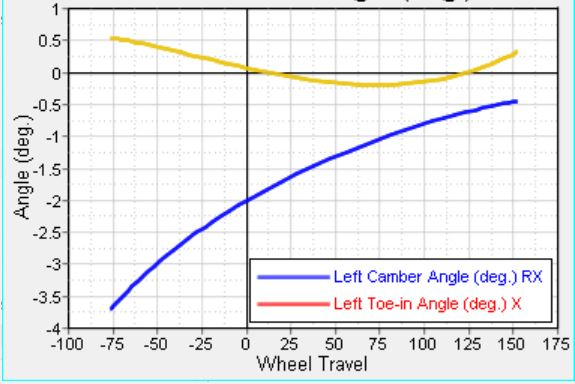 1
0.5
0
-0.5
-1
-1.5
-2
-2.5
-3
-3.5
-4
Angle (deg.)
Left Camber Angle (deg.) RX
Left Toe-in Angle (deg.) X
-100 -75 -50 -25 0 25 50 75 100 125 150 175
Wheel Travel